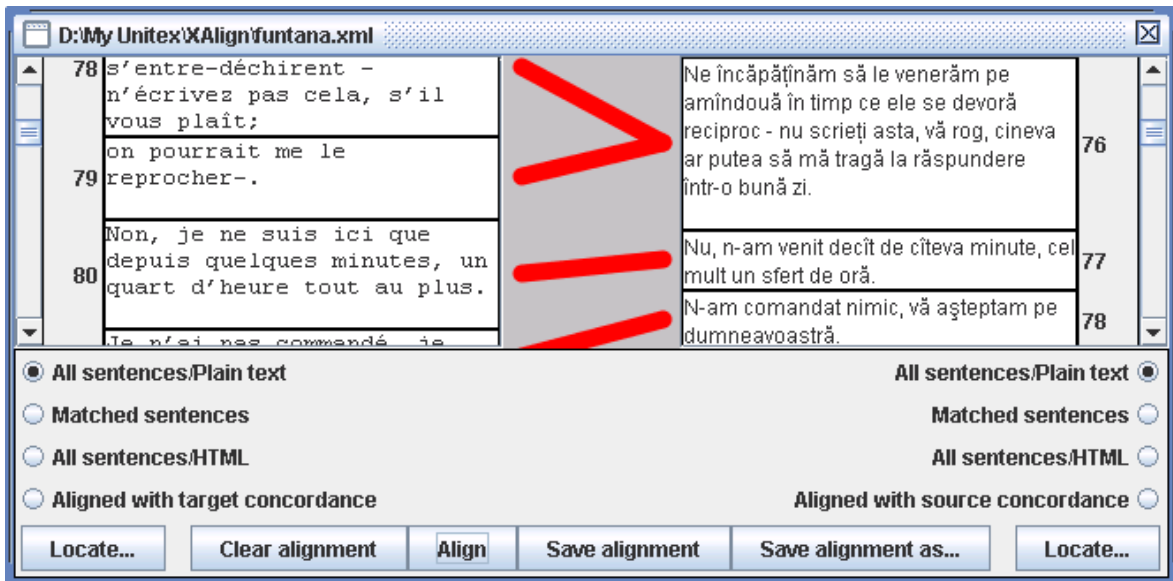 D:\My Unitex\XAlign\funtana.xml
78
s'entre-déchirent -
n'écrivez pas cela, s'il
vous plaît;
79
on pourrait me le
reprocher-.
80
Non, je ne suis ici que
depuis quelques minutes, un
quart d'heure tout au plus.
Je n'ai pas commandé, je
Ne încăpățînăm să le venerăm pe
amîndouă în timp ce ele se devoră
reciproc - nu scrieți asta, vă rog, cineva
ar putea să mă tragă la răspundere
într-o bună zi.
76
Nu, n-am venit decît de cîteva minute, cel
mult un sfert de oră.
77
N-am comandat nimic, vă aşteptam pe
dumneavoastră.
78
All sentences/Plain text
Matched sentences
All sentences/HTML
Aligned with target concordance
All sentences/Plain text
Matched sentences
All sentences/HTML
Aligned with source concordance
Locate...
Clear alignment
Align
Save alignment
Save alignment as...
Locate...